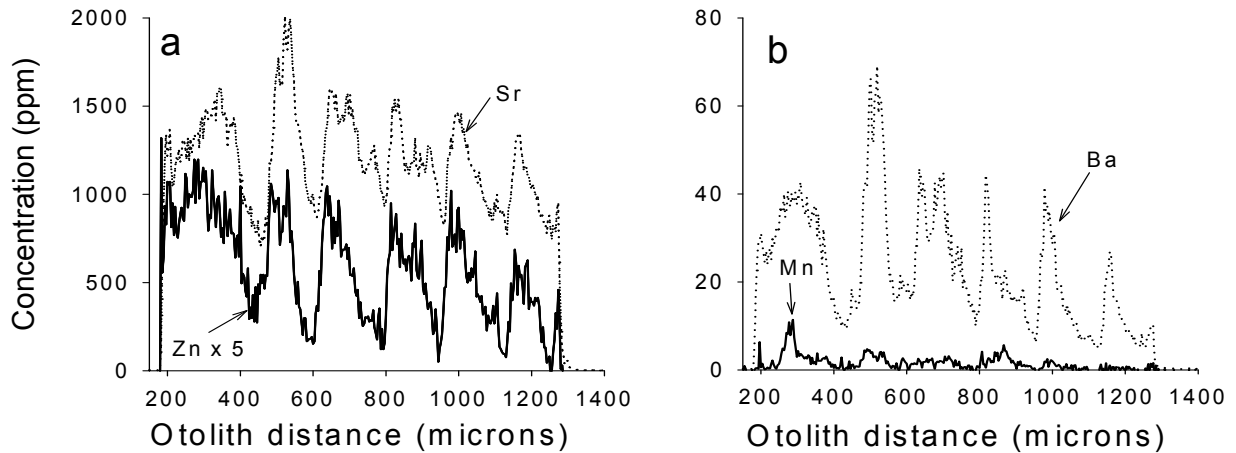 a
b
Concentration (ppm)
2000
1500
1000
500
0
80
60
40
20
0
Sr
Zn x 5
Ba
Mn
200 400 600 800 1000 1200 1400
200 400 600 800 1000 1200 1400
Otolith distance (microns)
Otolith distance (microns)